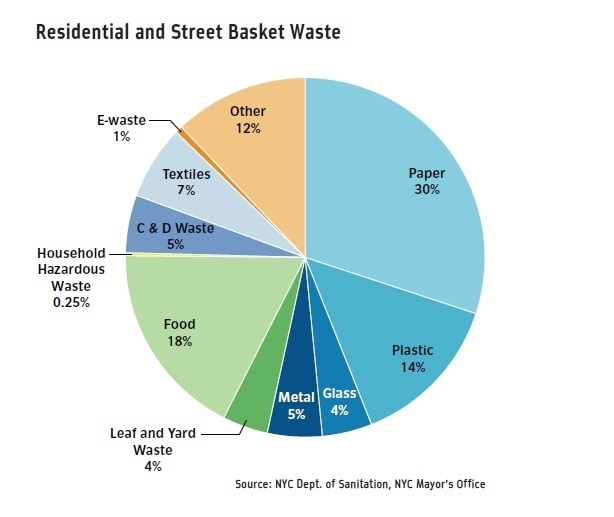 Residential and Street Basket Waste
Other
12%
E-waste
1%
Paper
30%
Textiles
7%
C & D Waste
5%
Household
Hazardous
Waste
0.25%
Food
18%
Plastic
14%
Metal
5%
Glass
4%
Leaf and Yard
Waste
4%
Source: NYC Dept. of Sanitation, NYC Mayor's Office